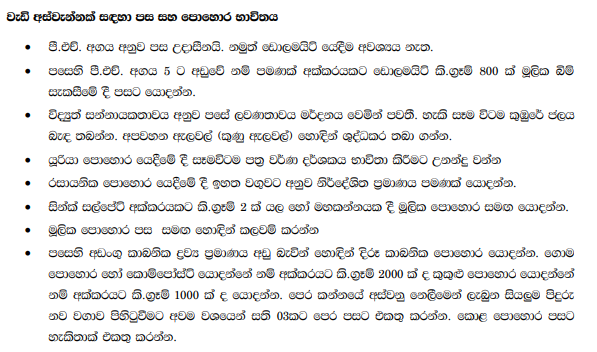 වැඩි අස්වැන්නක් සඳහා පස සහ පොහොර භාවිතය
• පී.එච්. අගය අනුව පස උදාසීනයි. නමුත් ඩොලමයිට් යෙදීම අවශ්‍යය නැත.
• පසෙහි පී.එච්. අගය 5 ට අඩුවේ නම් පමණක් අක්කරයකට ඩොලමයිට් කි.ග්‍රෑම් 800 ක් මූලික බිම්
සැකසීමේ දී පසට යොදන්න.
• විද්‍යුත් සන්නායකතාවය අනුව පසේ ලවණතාවය මර්දනය වෙමින් පවතී. හැකි සෑම විටම කුඹුරේ ජලය
බැඳ තබන්න. අපවහන ඇලවල් (කුණු ඇලවල්) හොඳින් ශුද්ධකර තබා ගන්න.
• යූරියා පොහොර යෙදීමේ දී සෑමවිටම පත්‍ර වර්ණ දර්ශකය භාවිතා කිරීමට උනන්දු වන්න
• රසායනික පොහොර යෙදීමේ දී ඉහත වගුවට අනුව නිර්දේශිත ප්‍රමාණය පමණක් යොදන්න.
• සින්ක් සල්පේට් අක්කරයකට කි.ග්‍රෑම් 2 ක් යල හෝ මහකන්නයක දී මූලික පොහොර සමඟ යොදන්න.
• මූලික පොහොර පස සමඟ හොඳින් කලවම් කරන්න
• පසෙහි අඩංගු කාබනික ද්‍රව්‍ය ප්‍රමාණය අඩු බැවින් හොඳින් දිරූ කාබනික පොහොර යොදන්න. ගොම
පොහොර හෝ කොම්පෝස්ට් යොදන්නේ නම් අක්කරයට කි.ග්‍රෑම් 2000 ක් ද කුකුළු පොහොර යොදන්නේ
නම් අක්කරයට කි.ග්‍රෑම් 1000 ක් ද යොදන්න. පෙර කන්නයේ අස්වනු නෙලීමෙන් ලැබුන සියලුම පිදුරු
නව වගාව පිහිටුවීමට අවම වශයෙන් සති 03කට පෙර පසට එකතු කරන්න. කොළ පොහොර පසට
හැකිතාක් එකතු කරන්න.